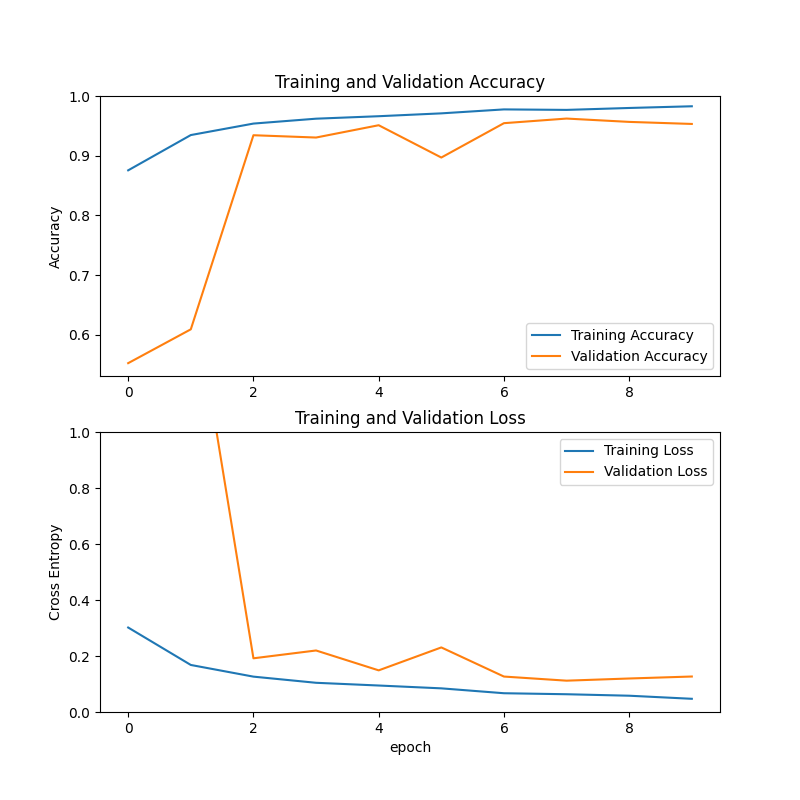 Training and Validation Accuracy
1.0
0.9
0.8
0.7
0.6
Accuracy
Training Accuracy
Validation Accuracy
0 2 4 6 8
Training and Validation Loss
1.0
0.8
0.6
0.4
0.2
0.0
Cross Entropy
Training Loss
Validation Loss
0 2 4 6 8
epoch